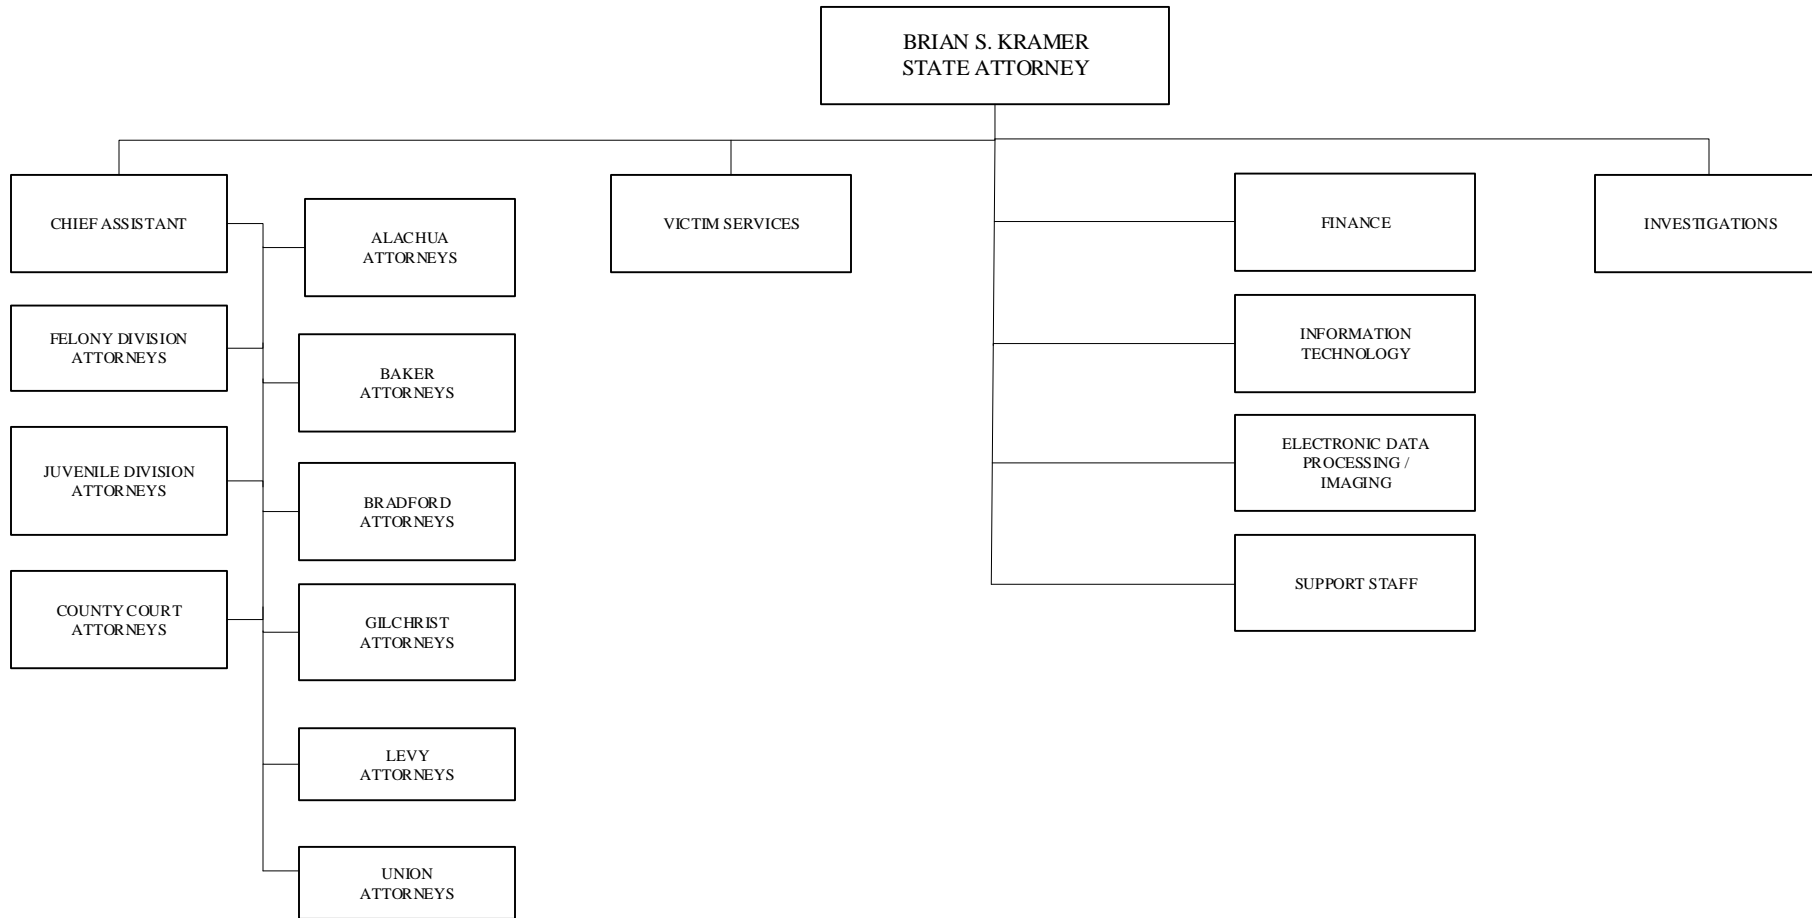 BRIAN S. KRAMER
STATE ATTORNEY
CHIEF ASSISTANT
FELONY DIVISION
ATTORNEYS
JUVENILE DIVISION
ATTORNEYS
COUNTY COURT
ATTORNEYS
ALACHUA
ATTORNEYS
BAKER
ATTORNEYS
BRADFORD
ATTORNEYS
GILCHRIST
ATTORNEYS
LEVY
ATTORNEYS
UNION
ATTORNEYS
VICTIM SERVICES
FINANCE
INFORMATION
TECHNOLOGY
ELECTRONIC DATA
PROCESSING /
IMAGING
SUPPORT STAFF
INVESTIGATIONS